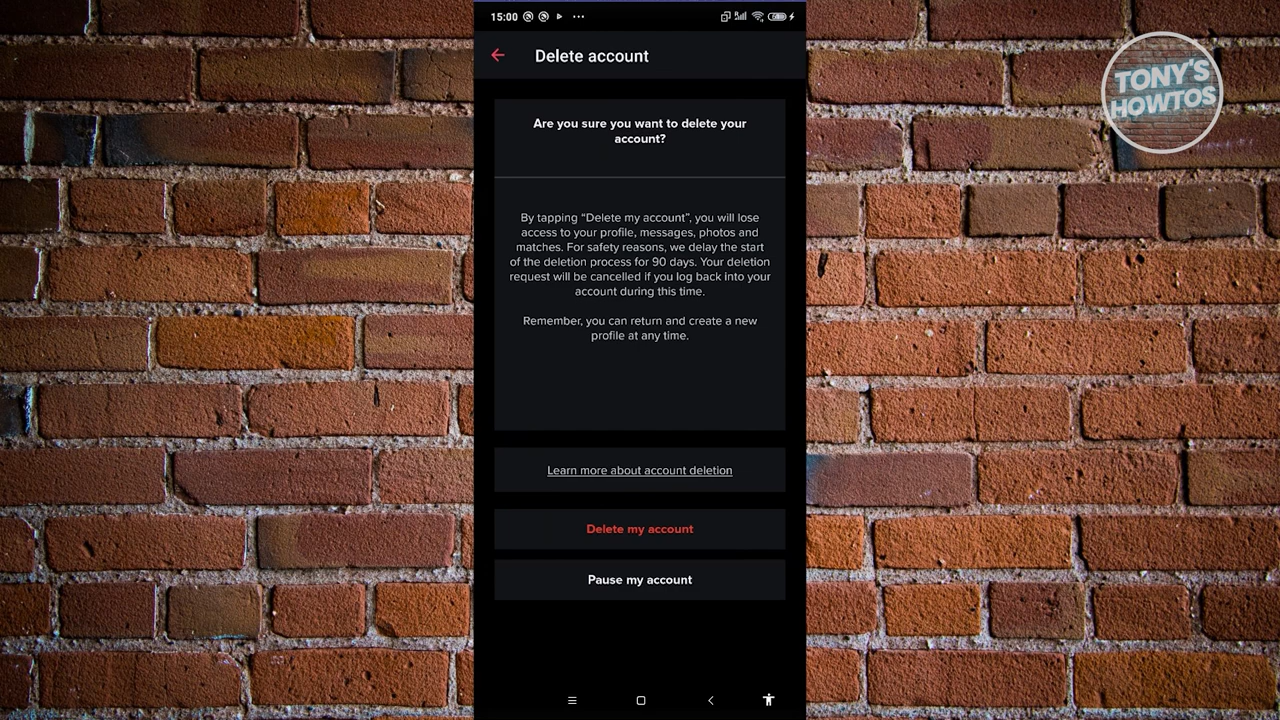 15:00
Delete account
TONY'S
HOWTOS
Are you sure you want to delete your
account?
By tapping “Delete my account”, you will lose
access to your profile, messages, photos and
matches. For safety reasons, we delay the start
of the deletion process for 90 days. Your deletion
request will be cancelled if you log back into your
account during this time.
Remember, you can return and create a new
profile at any time.
Learn more about account deletion
Delete my account
Pause my account